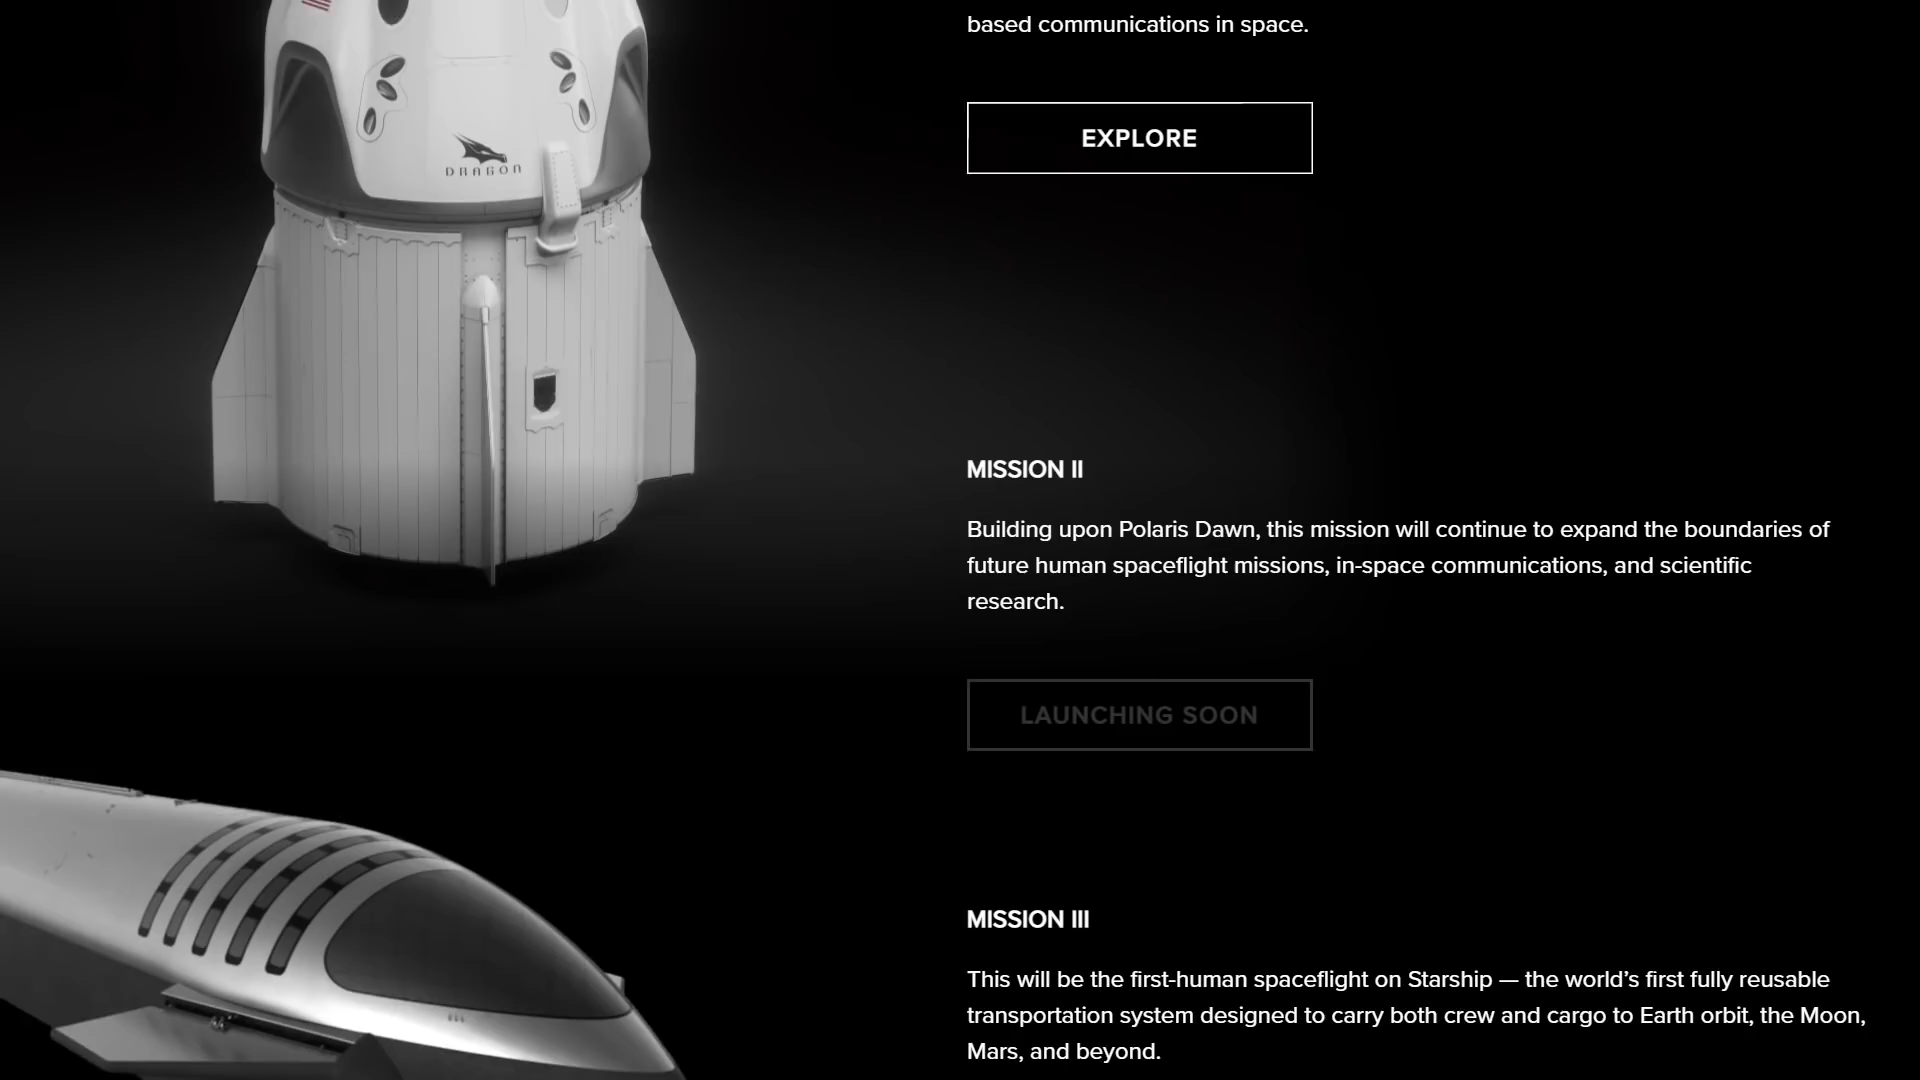 based communications in space.
EXPLORE
DRAGON
MISSION II
Building upon Polaris Dawn, this mission will continue to expand the boundaries of
future human spaceflight missions, in-space communications, and scientific
research.
LAUNCHING SOON
MISSION III
This will be the first-human spaceflight on Starship — the world’s first fully reusable
transportation system designed to carry both crew and cargo to Earth orbit, the Moon,
Mars, and beyond.